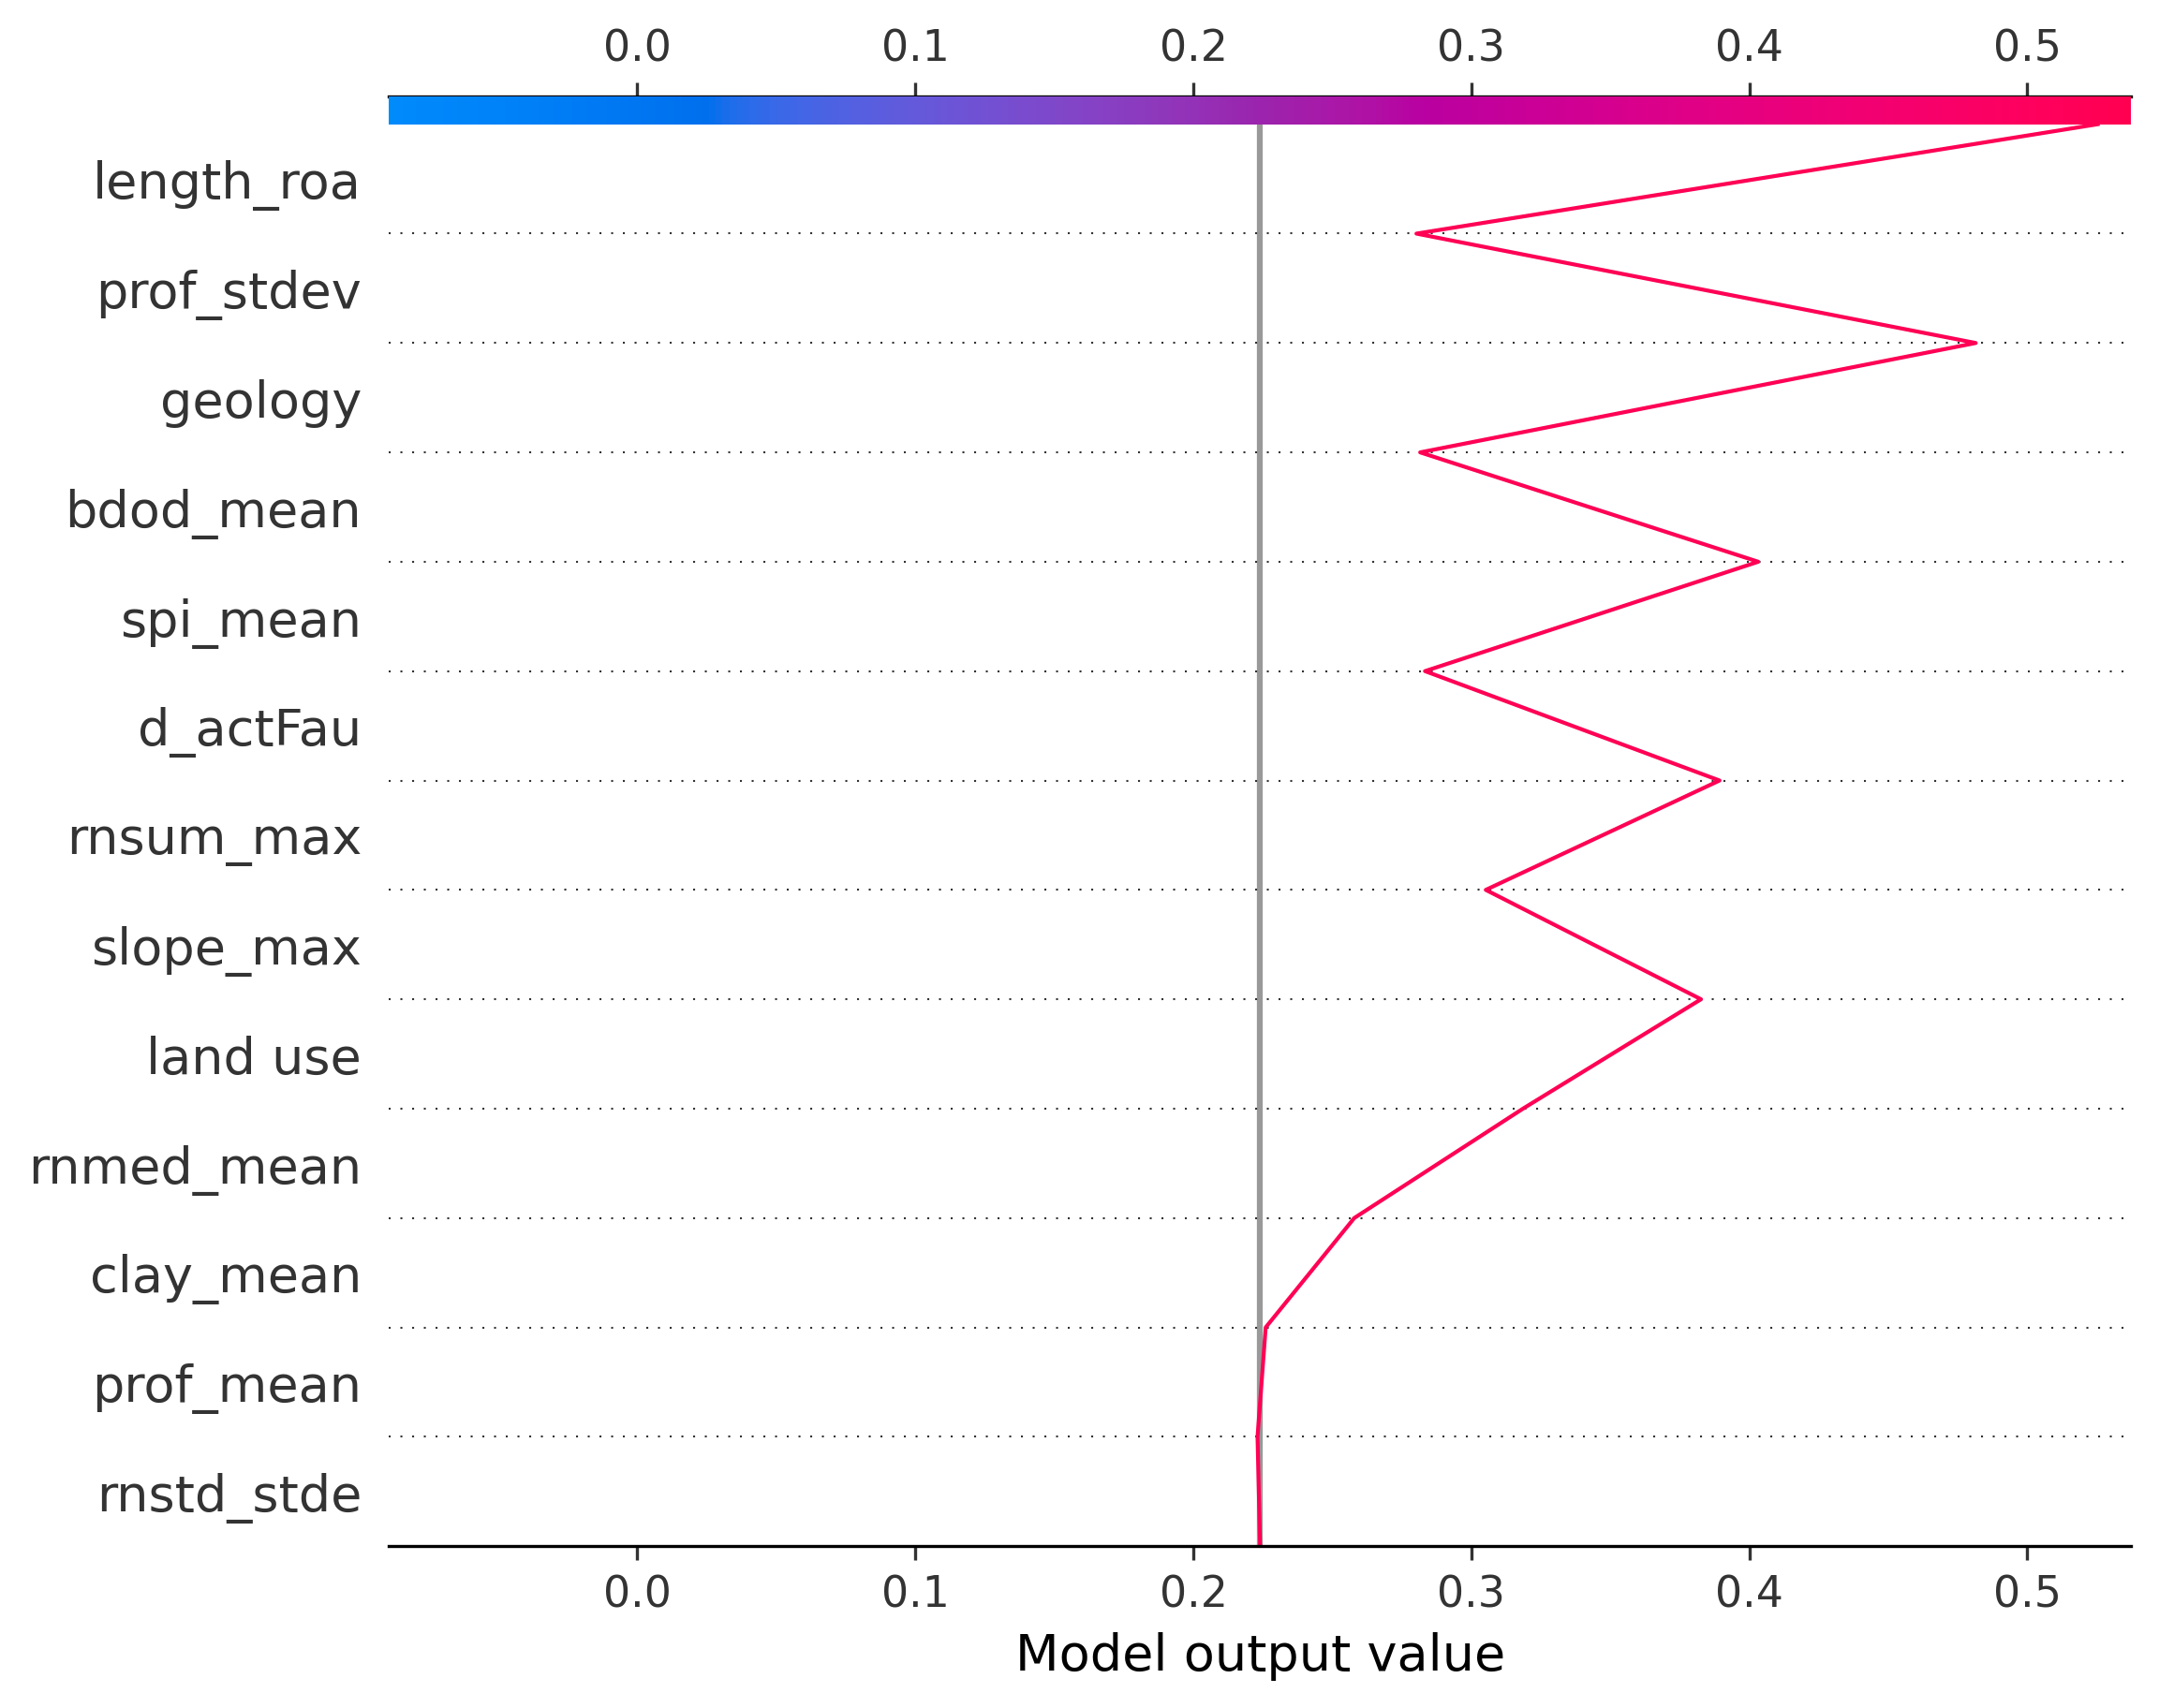 0.0 0.1 0.2 0.3 0.4 0.5
length_roa
prof_stdev
geology
bdod_mean
spi_mean
d_actFau
rnsum_max
slope_max
land use
rnmed_mean
clay_mean
prof_mean
rnstd_stde
0.0 0.1 0.2 0.3 0.4 0.5
Model output value